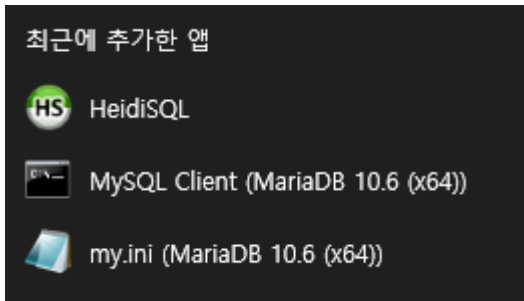 최근에 추가한 앱
HS HeidiSQL
MySQL Client (MariaDB 10.6 (x64))
my.ini (MariaDB 10.6 (x64))